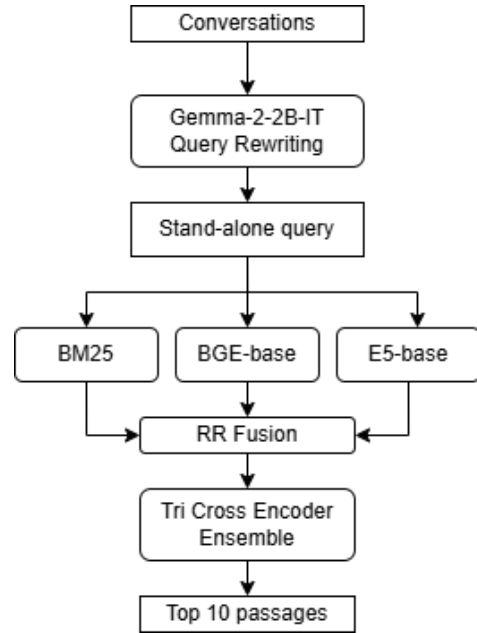 Conversations
Gemma-2-2B-IT
Query Rewriting
Stand-alone query
BM25
BGE-base
E5-base
RR Fusion
Tri Cross Encoder
Ensemble
Top 10 passages